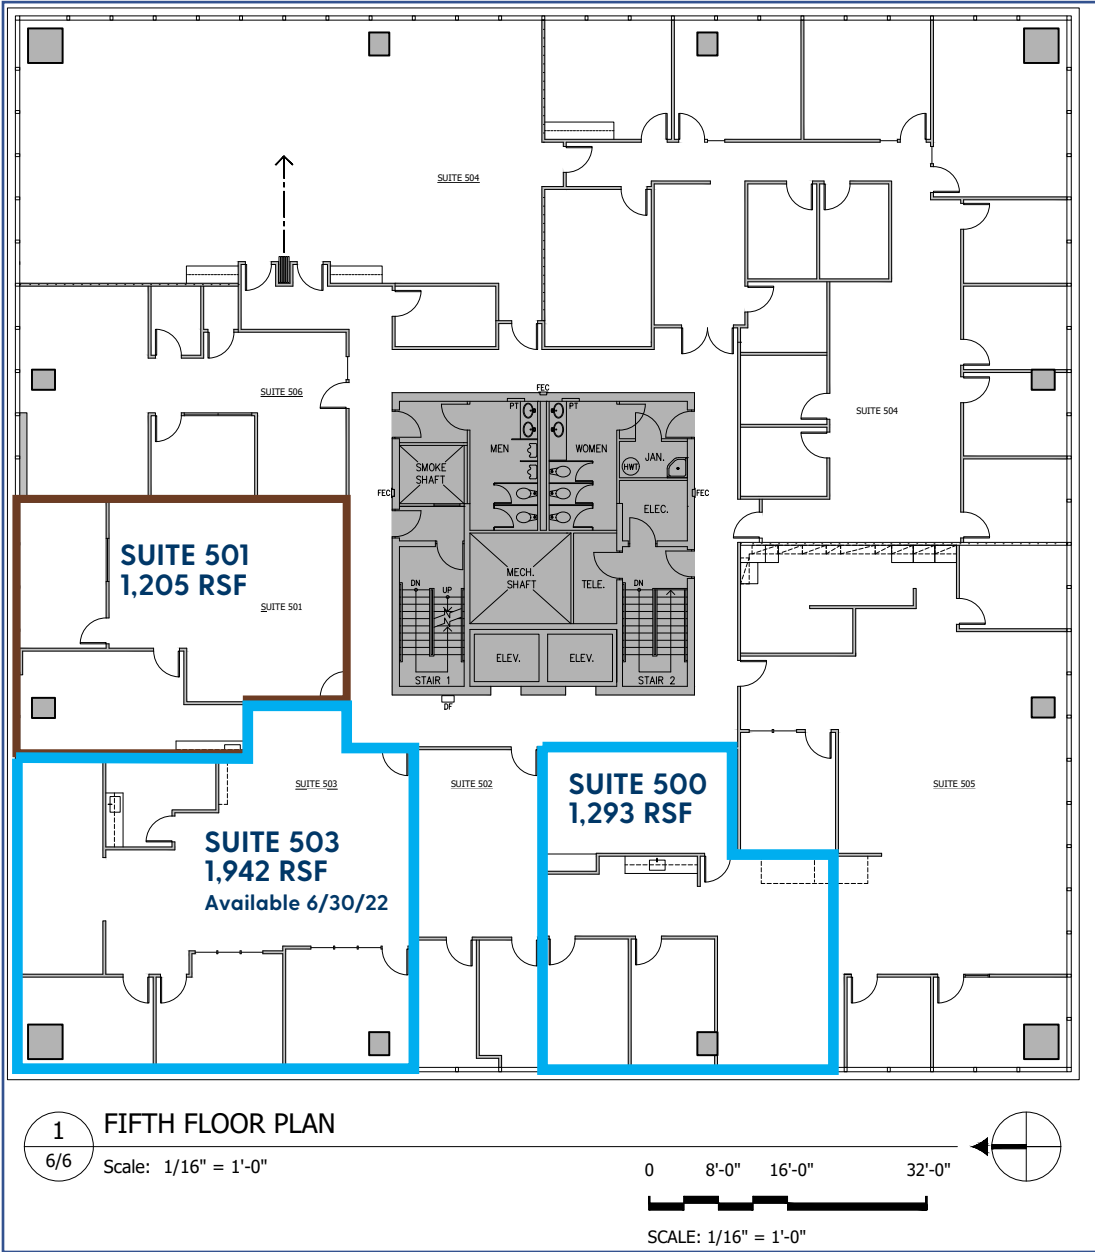 SUITE 504
SUITE 506
SUITE 504
FEC
PT
PT
MEN
WOMEN
JAN.
HWT
SMOKE
SHAFT
FEC
FEC
ELEC.
MECH.
SHAFT
TELE.
DN
UP
DN
ELEV.
ELEV.
STAIR 1
STAIR 2
DF
SUITE 501
1,205 RSF
SUITE 501
SUITE 503
SUITE 502
SUITE 500
1,293 RSF
SUITE 505
SUITE 503
1,942 RSF
Available 6/30/22
1
6/6
FIFTH FLOOR PLAN
Scale: 1/16" = 1'-0"
0 8'-0" 16'-0" 32'-0"
SCALE: 1/16" = 1'-0"